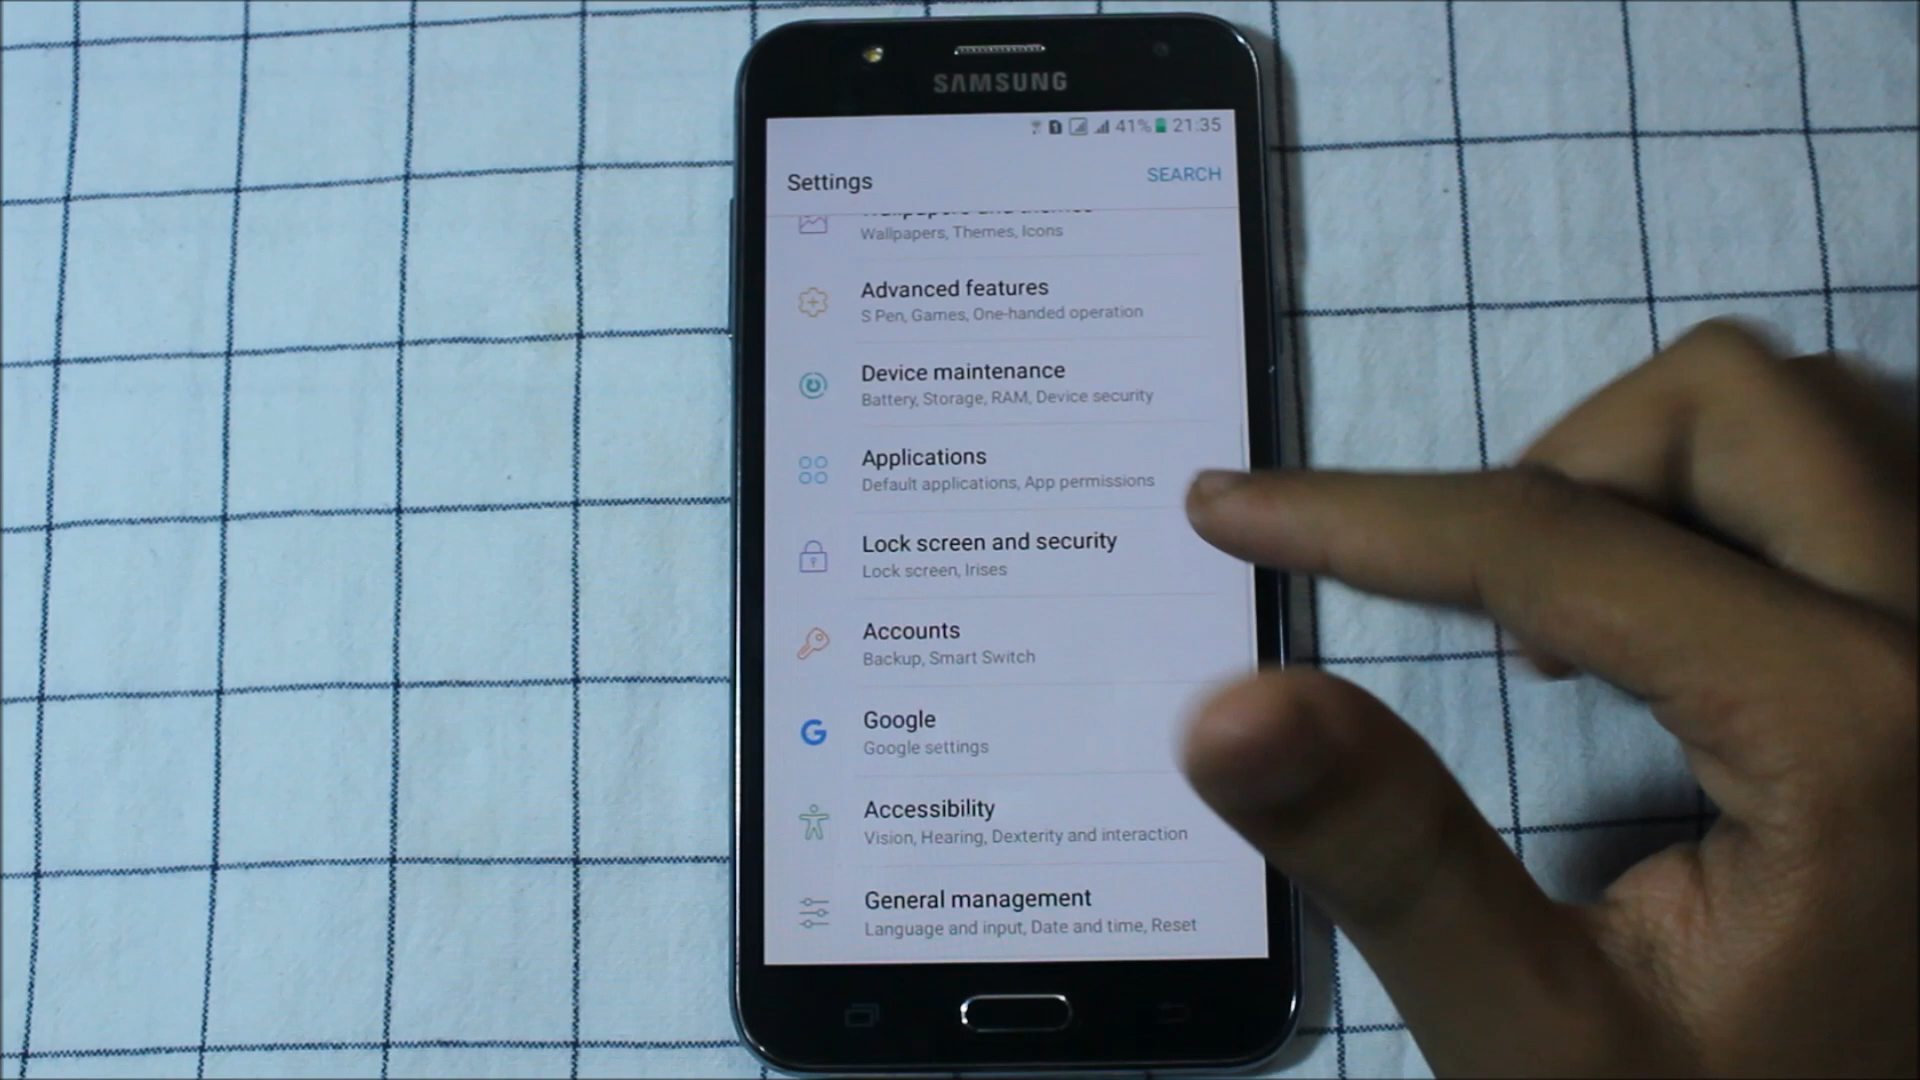 SAMSUNG
41% 21:35
Settings
SEARCH
Wallpapers and themes
Wallpapers, Themes, Icons
Advanced features
S Pen, Games, One-handed operation
Device maintenance
Battery, Storage, RAM, Device security
Applications
Default applications, App permissions
Lock screen and security
Lock screen, Irises
Accounts
Backup, Smart Switch
G
Google
Google settings
Accessibility
Vision, Hearing, Dexterity and interaction
General management
Language and input, Date and time, Reset